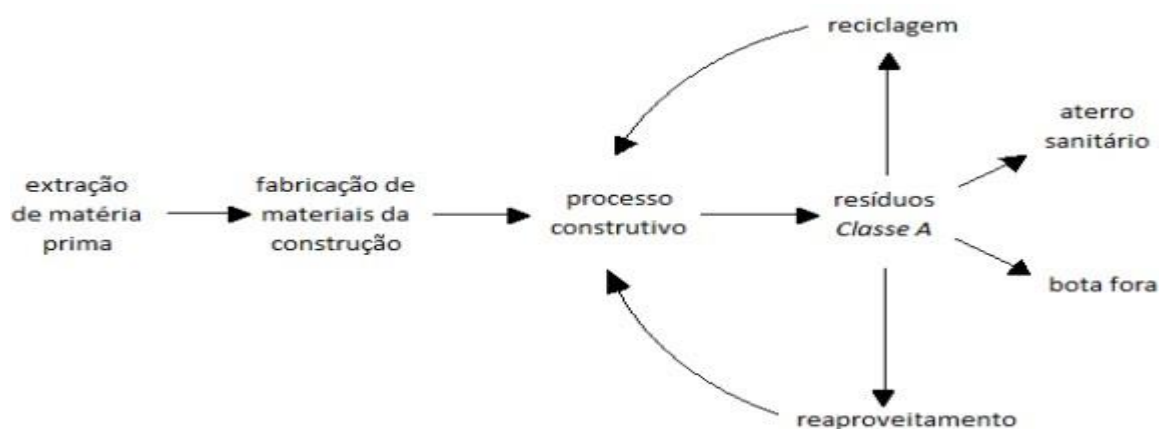 reciclagem
aterro
sanitário
extração
de matéria
prima
fabricação de
materiais da
construção
processo
construtivo
resíduos
Classe A
bota fora
reaproveitamento